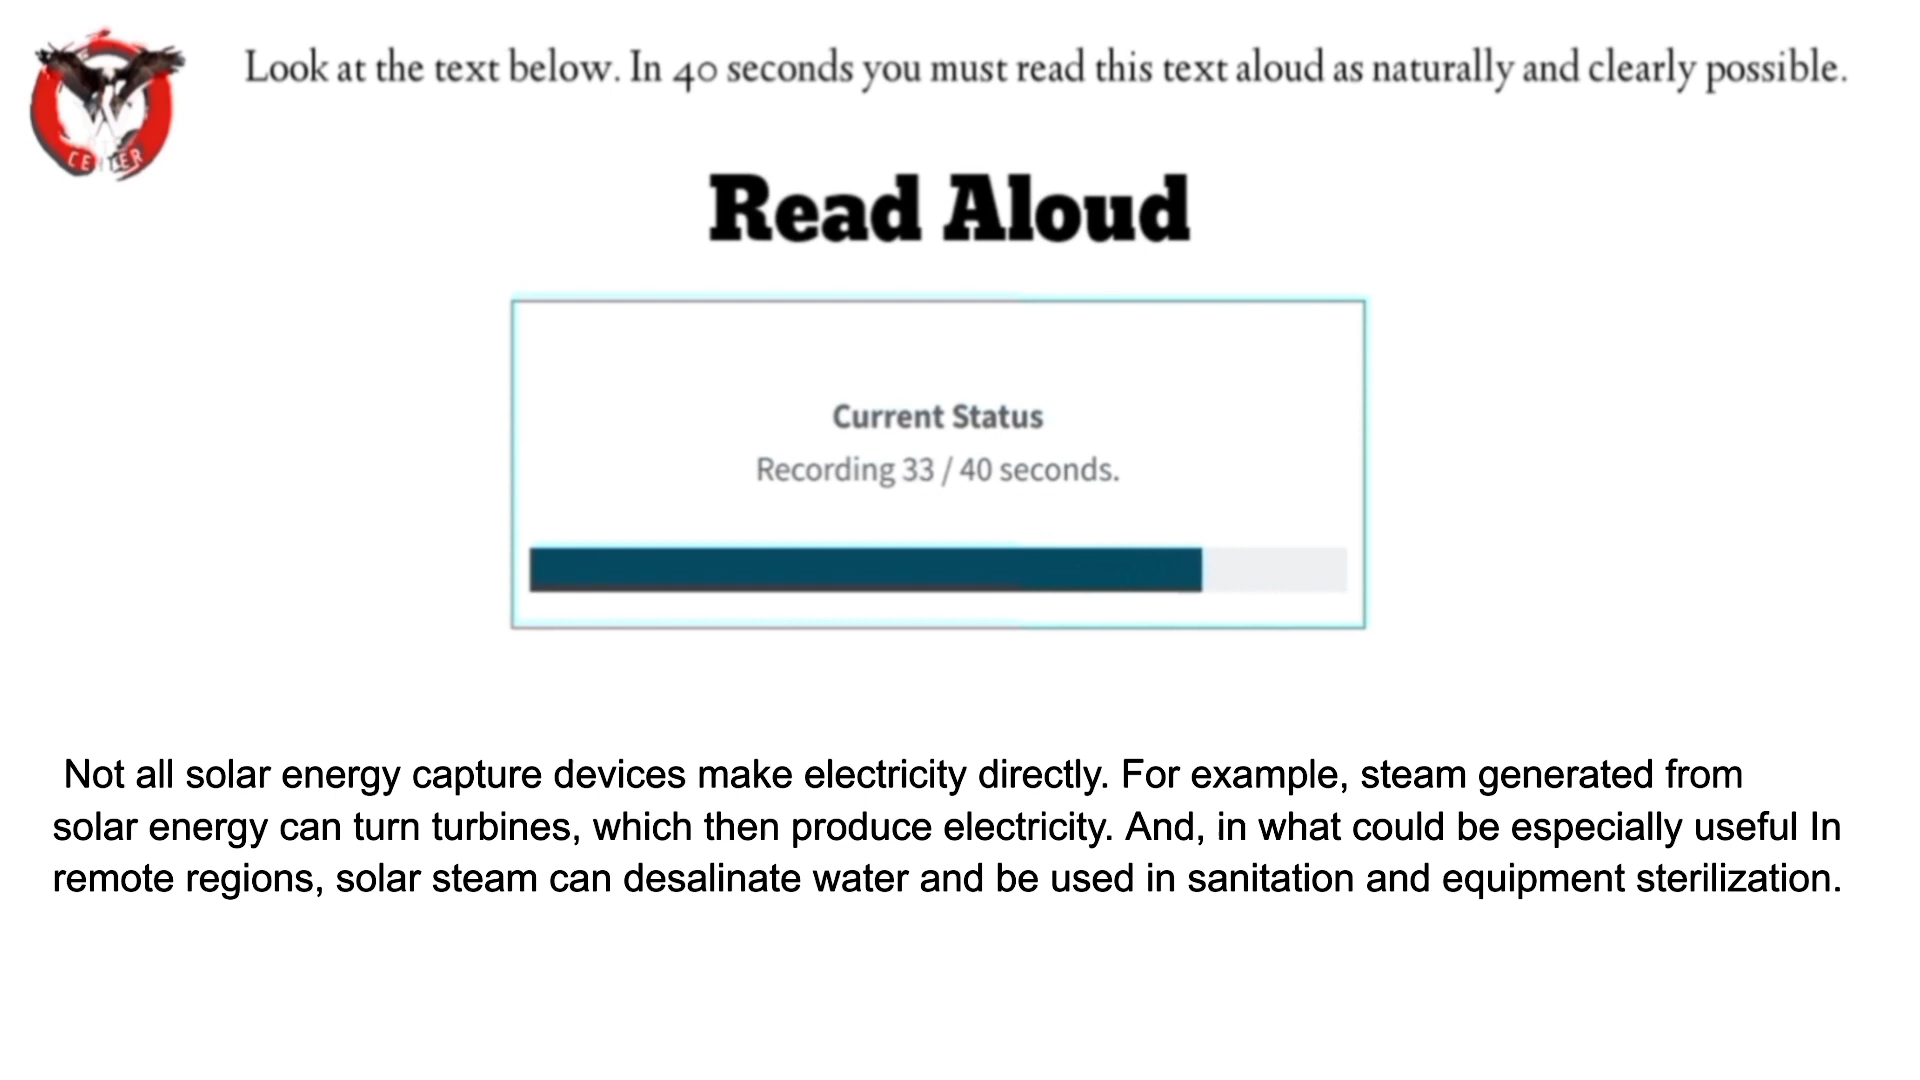 Look at the text below. In 40 seconds you must read this text aloud as naturally and clearly possible.
CENTER
Read Aloud
Current Status
Recording 33 / 40 seconds.
Not all solar energy capture devices make electricity directly. For example, steam generated from
solar energy can turn turbines, which then produce electricity. And, in what could be especially useful In
remote regions, solar steam can desalinate water and be used in sanitation and equipment sterilization.